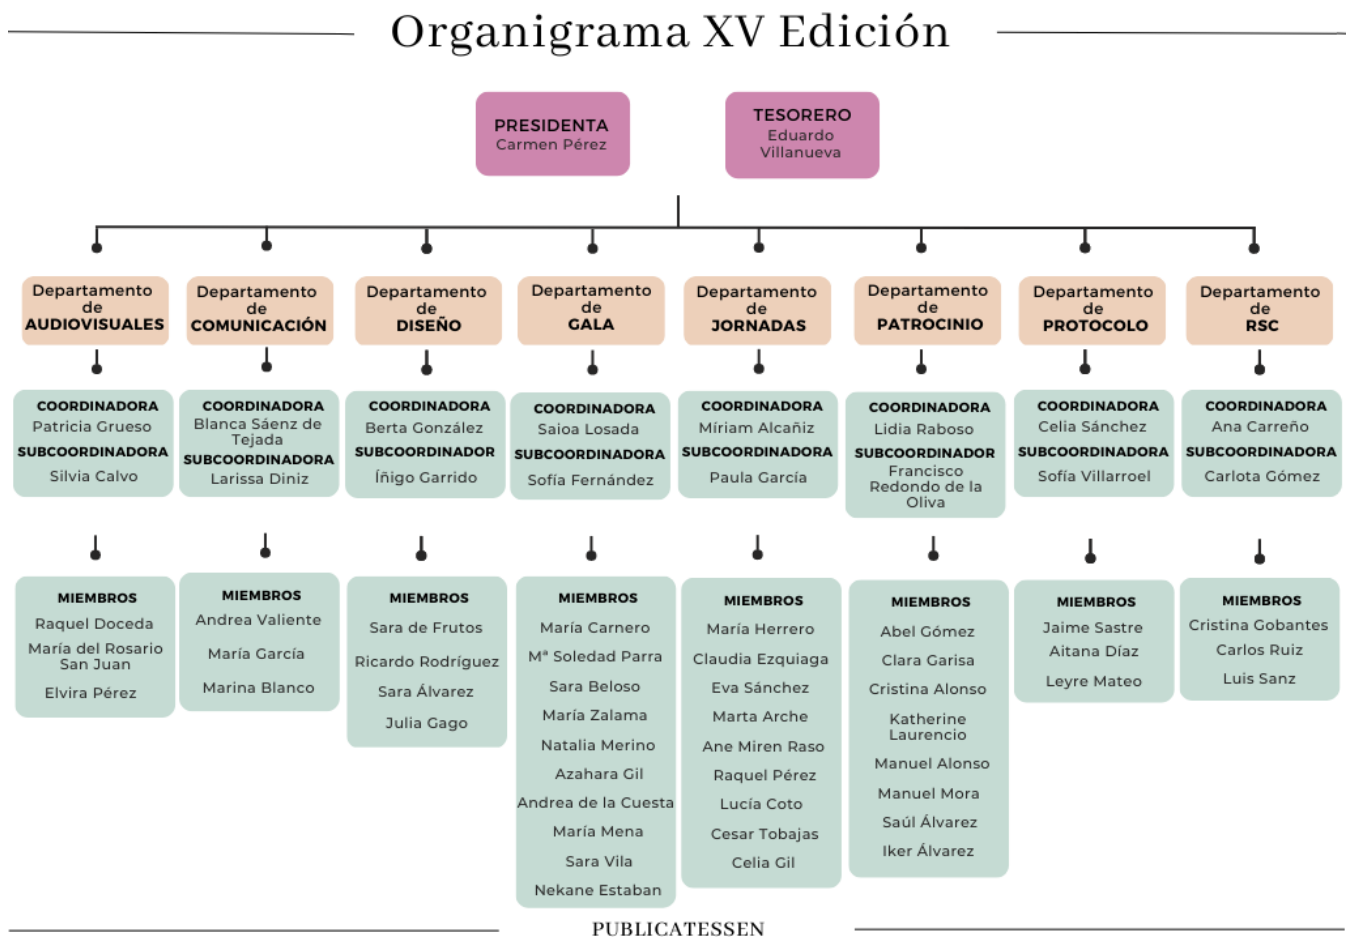 Organigrama XV Edición
PRESIDENTA
Carmen Pérez
TESORERO
Eduardo
Villanueva
Departamento
de
AUDIOVISUALES
Departamento
de
COMUNICACIÓN
Departamento
de
DISEÑO
Departamento
de
GALA
Departamento
de
JORNADAS
Departamento
de
PATROCINIO
Departamento
de
PROTOCOLO
Departamento
de
RSC
COORDINADORA
Patricia Grueso
SUBCOORDINADORA
Silvia Calvo
COORDINADORA
Blanca Sáenz de
Tejada
SUBCOORDINADORA
Larissa Diniz
COORDINADORA
Berta González
SUBCOORDINADOR
Íñigo Garrido
COORDINADORA
Saioa Losada
SUBCOORDINADORA
Sofía Fernández
COORDINADORA
Míriam Alcañiz
SUBCOORDINADORA
Paula García
COORDINADORA
Lidia Raboso
SUBCOORDINADOR
Francisco
Redondo de la
Oliva
COORDINADORA
Celia Sánchez
SUBCOORDINADORA
Sofía Villarroel
COORDINADORA
Ana Carreño
SUBCOORDINADORA
Carlota Gómez
MIEMBROS
Raquel Doceda
María del Rosario
San Juan
Elvira Pérez
MIEMBROS
Andrea Valiente
María García
Marina Blanco
MIEMBROS
Sara de Frutos
Ricardo Rodríguez
Sara Álvarez
Julia Gago
MIEMBROS
María Carnero
Mª Soledad Parra
Sara Beloso
María Zalama
Natalia Merino
Azahara Gil
Andrea de la Cuesta
María Mena
Sara Vila
Nekane Estaban
MIEMBROS
María Herrero
Claudia Ezquiaga
Eva Sánchez
Marta Arche
Ane Miren Raso
Raquel Pérez
Lucía Coto
Cesar Tobajas
Celia Gil
MIEMBROS
Abel Gómez
Clara Garisa
Cristina Alonso
Katherine
Laurencio
Manuel Alonso
Manuel Mora
Saúl Álvarez
Iker Álvarez
MIEMBROS
Jaime Sastre
Aitana Díaz
Leyre Mateo
MIEMBROS
Cristina Gobantes
Carlos Ruiz
Luis Sanz
PUBLICATESSEN